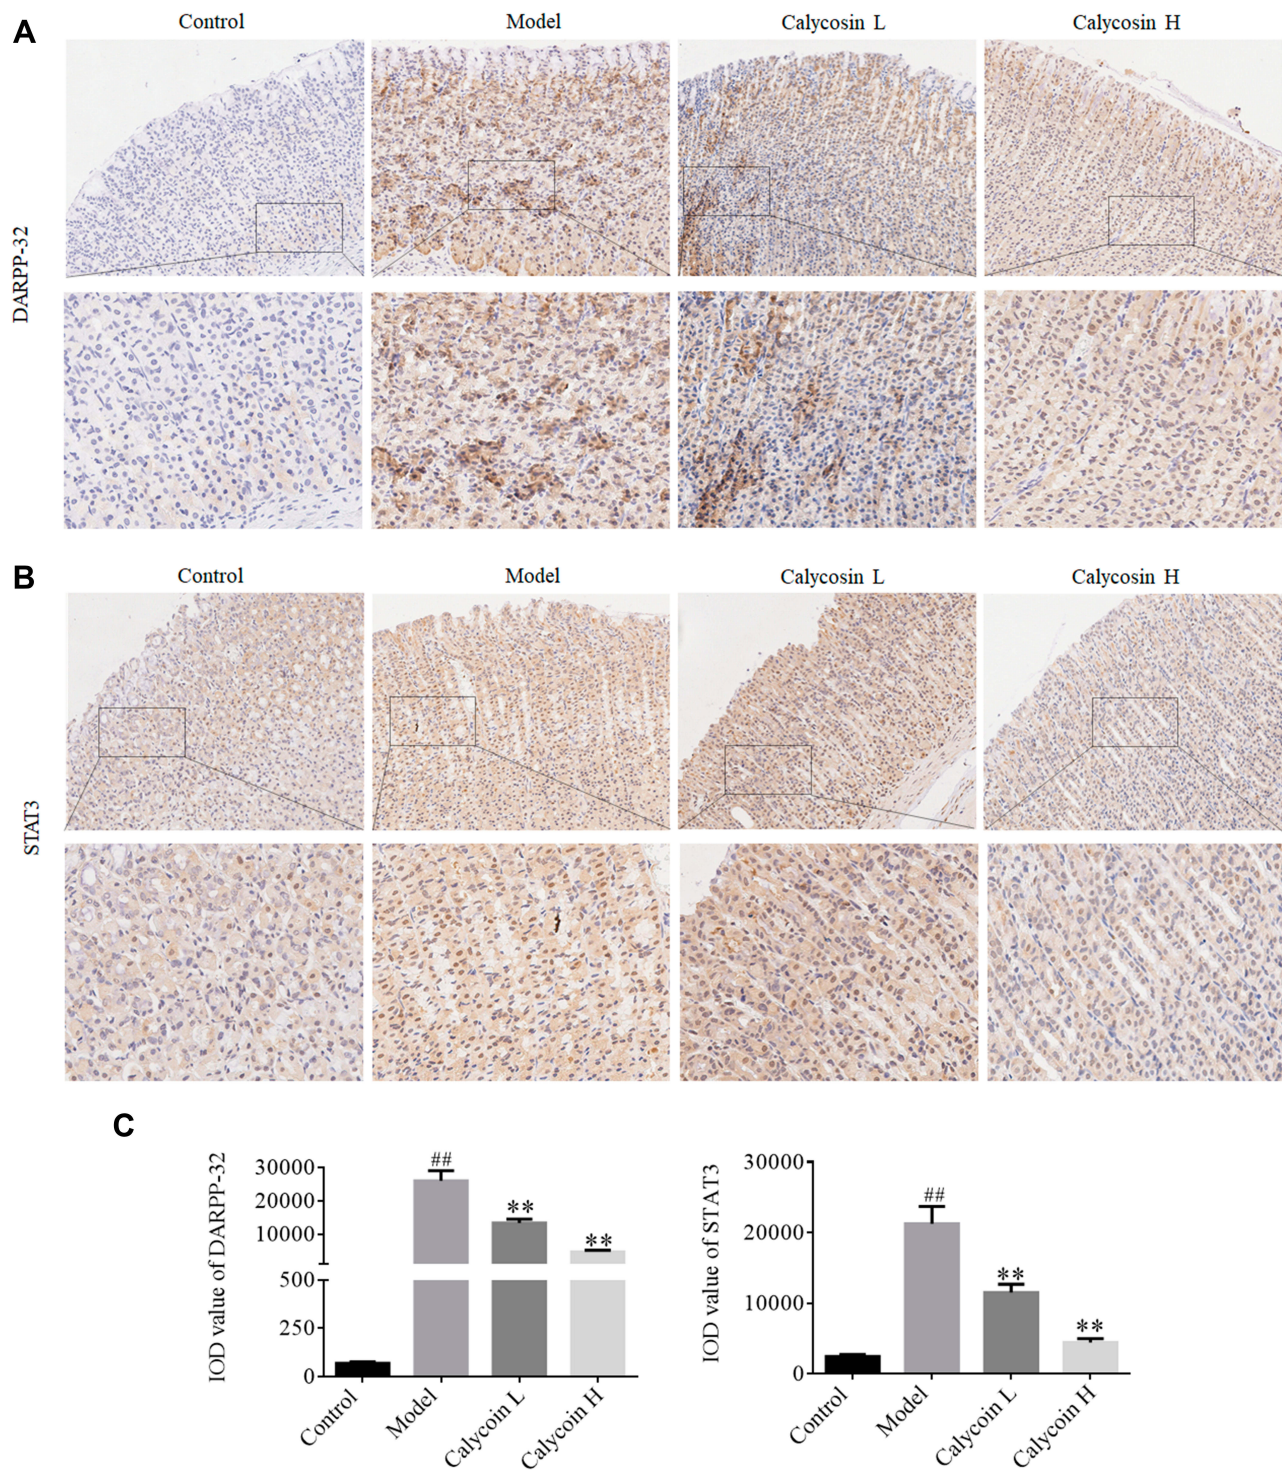 A
Control Model Calycosin L Calycosin H
DARPP-32
B
Control Model Calycosin L Calycosin H
STAT3
C
IOD value of DARPP-32
30000
20000
10000
500
250
0
##
**
**
Control
Model
Calycoin L
Calycoin H
IOD value of STAT3
30000
20000
10000
0
##
**
**
Control
Model
Calycoin L
Calycoin H